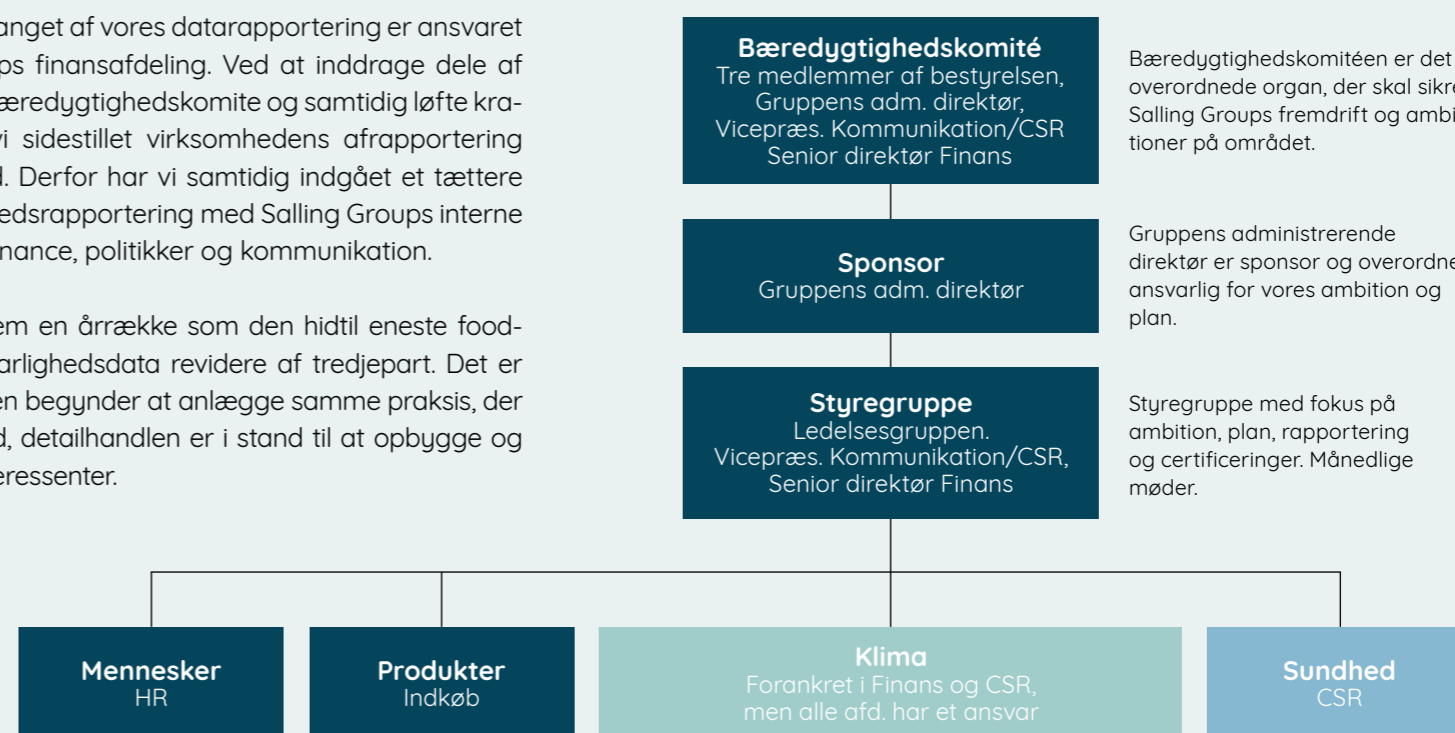 anget af vores datarapportering er ansvaret
ps finansafdeling. Ved at inddrage dele af
æredygtighedskomite og samtidig løfte kra-
vi sidestillet virksomhedens afrapportering
d. Derfor har vi samtidig indgået et tættere
edsrapportering med Salling Groups interne
nance, politikker og kommunikation.
em en årrække som den hidtil eneste food-
arlighedsdata revidere af tredjepart. Det er
en begynder at anlægge samme praksis, der
d, detailhandlen er i stand til at opbygge og
eressenter.
Bæredygtighedskomité
Tre medlemmer af bestyrelsen,
Gruppens adm. direktør,
Vicepræs. Kommunikation/CSR
Senior direktør Finans
Bæredygtighedskomitéen er det
overordnede organ, der skal sikre
Salling Groups fremdrift og ambi
tioner på området.
Sponsor
Gruppens adm. direktør
Gruppens administrerende
direktør er sponsor og overordne
ansvarlig for vores ambition og
plan.
Styregruppe
Ledelsesgruppen.
Vicepræs. Kommunikation/CSR,
Senior direktør Finans
Styregruppe med fokus på
ambition, plan, rapportering
og certificeringer. Månedlige
møder.
Mennesker
HR
Produkter
Indkøb
Klima
Forankret i Finans og CSR,
men alle afd. har et ansvar
Sundhed
CSR